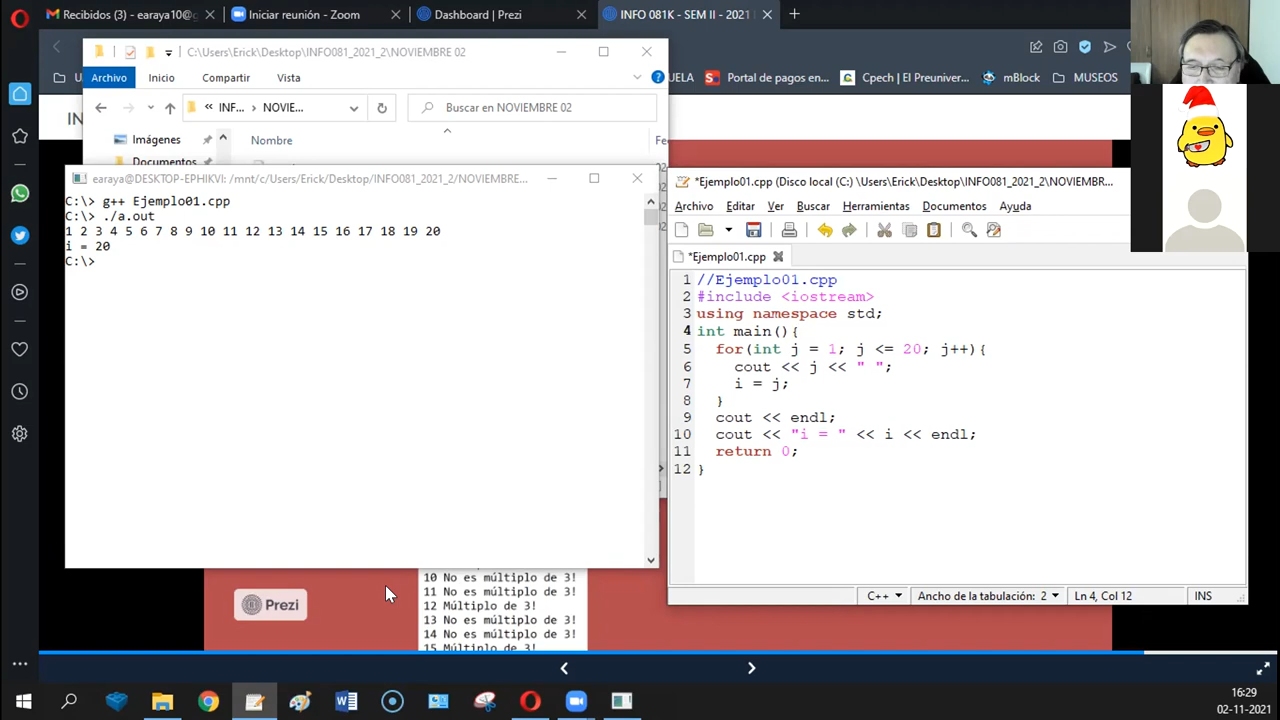 Recibidos (3) - earaya10@g
Iniciar reunión - Zoom
Dashboard | Prezi
INFO 081K - SEM II - 2021
C:\Users\Erick\Desktop\INFO081_2021_2\NOVIEMBRE 02
Archivo Inicio Compartir Vista
UELA
Portal de pagos en...
Cpech | El Preuniver...
mBlock
MUSEOS
INF... > NOVIE...
Buscar en NOVIEMBRE 02
Imágenes
Nombre
Fe
Documentos
earaya@DESKTOP-EPHIKVI: /mnt/c/Users/Erick/Desktop/INFO081_2021_2/NOVIEMBRE...
C:\> g++ Ejemplo01.cpp
C:\> ./a.out
1 2 3 4 5 6 7 8 9 10 11 12 13 14 15 16 17 18 19 20
i = 20
C:\>
*Ejemplo01.cpp (Disco local (C:) \Users\Erick\Desktop\INFO081_2021_2\NOVIEMBR...
Archivo Editar Ver Buscar Herramientas Documentos Ayuda
*Ejemplo01.cpp
1 //Ejemplo01.cpp
2 #include <iostream>
3 using namespace std;
4 int main(){
5 for(int j = 1; j <= 20; j++){
6 cout << j << " ";
7 i = j;
8 }
9 cout << endl;
10 cout << "i = " << i << endl;
11 return 0;
12 }
C++ Ancho de la tabulación: 2 Ln 4, Col 12 INS
Prezi
10 No es múltiplo de 3!
11 No es múltiplo de 3!
12 Múltiplo de 3!
13 No es múltiplo de 3!
14 No es múltiplo de 3!
15 Múltiplo de 3!
16:29
02-11-2021